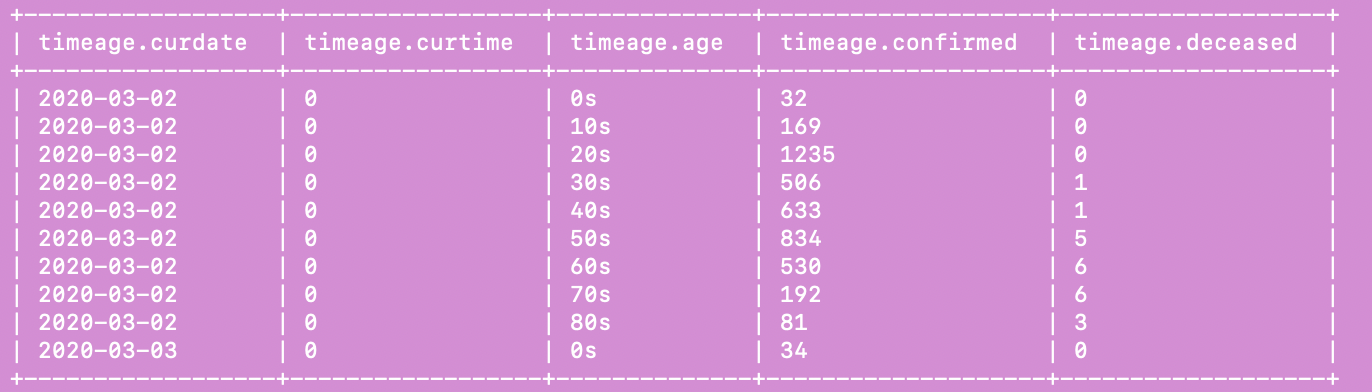 +-------------------+-------------------+---------------+---------------------+--------------------+
| timeage.curdate | timeage.curtime | timeage.age | timeage.confirmed | timeage.deceased |
+-------------------+-------------------+---------------+---------------------+--------------------+
| 2020-03-02 | 0 | 0s | 32 | 0 |
| 2020-03-02 | 0 | 10s | 169 | 0 |
| 2020-03-02 | 0 | 20s | 1235 | 0 |
| 2020-03-02 | 0 | 30s | 506 | 1 |
| 2020-03-02 | 0 | 40s | 633 | 1 |
| 2020-03-02 | 0 | 50s | 834 | 5 |
| 2020-03-02 | 0 | 60s | 530 | 6 |
| 2020-03-02 | 0 | 70s | 192 | 6 |
| 2020-03-02 | 0 | 80s | 81 | 3 |
| 2020-03-03 | 0 | 0s | 34 | 0 |
+-------------------+-------------------+---------------+---------------------+--------------------+